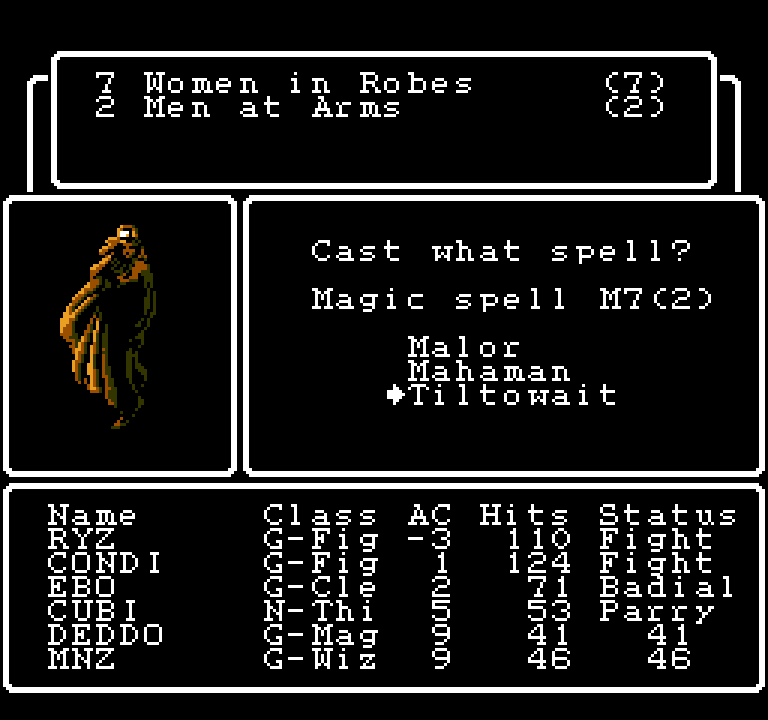 7 Women in Robes (7)
2 Men at Arms (2)
Cast what spell?
Magic spell M7(2)
Malor
Mahaman
Tiltowait
Name Class AC Hits Status
RYZ G-Fig -3 110 Fight
CONDI G-Fig 1 124 Fight
EBO G-Cle 2 71 Badial
CUBI N-Thi 5 53 Parry
DEDDO G-Mag 9 41 41
MNZ G-Wiz 9 46 46